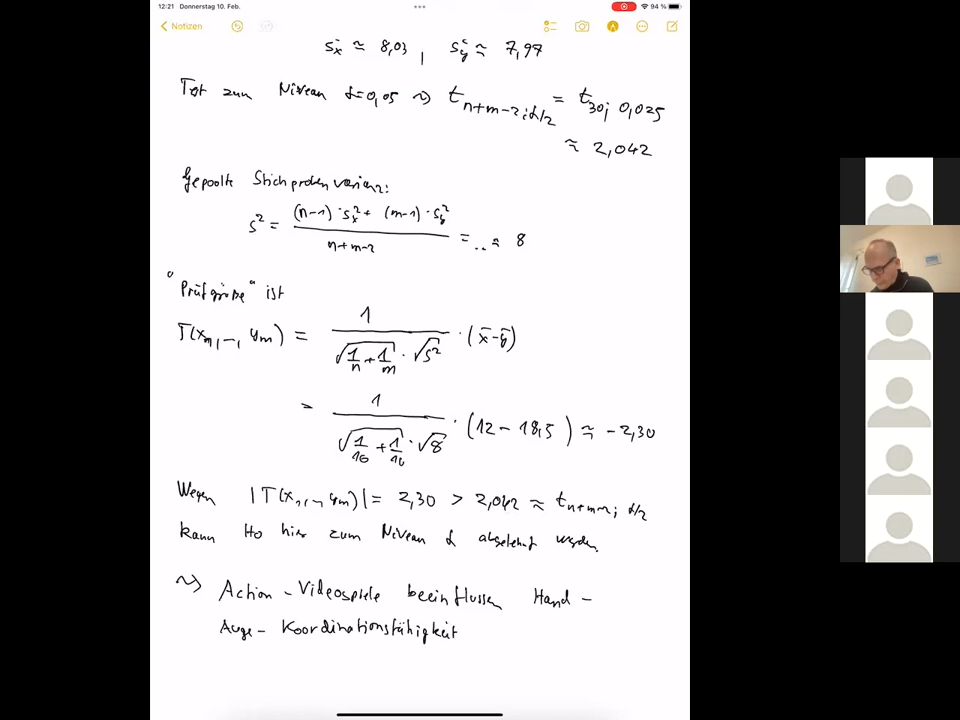 12:21 Donnerstag 10. Feb.
94 %
Notizen
s_x² ≈ 8,03 , s_y² ≈ 7,97
Test zum Niveau α=0,05 ⇝ t_{n+m-2; α/2} = t_{30; 0,025}
≈ 2,042
Gepoolte Stichprobenvarianz:
s² = ((n-1)·s_x² + (m-1)·s_y²) / (n+m-2) = .. ≈ 8
"Prüfgröße" ist
T(x_1,…,y_m) = 1 / (√(1/n + 1/m) · √s²) · (x̄-ȳ)
= 1 / (√(1/16 + 1/16) · √8) · (12 - 18,5) ≈ -2,30
Wegen |T(x_1,…,y_m)| = 2,30 > 2,042 ≈ t_{n+m-2; α/2}
kann H0 hier zum Niveau α abgelehnt werden.
⇝ Action-Videospiele beeinflussen Hand-
Auge-Koordinationsfähigkeit